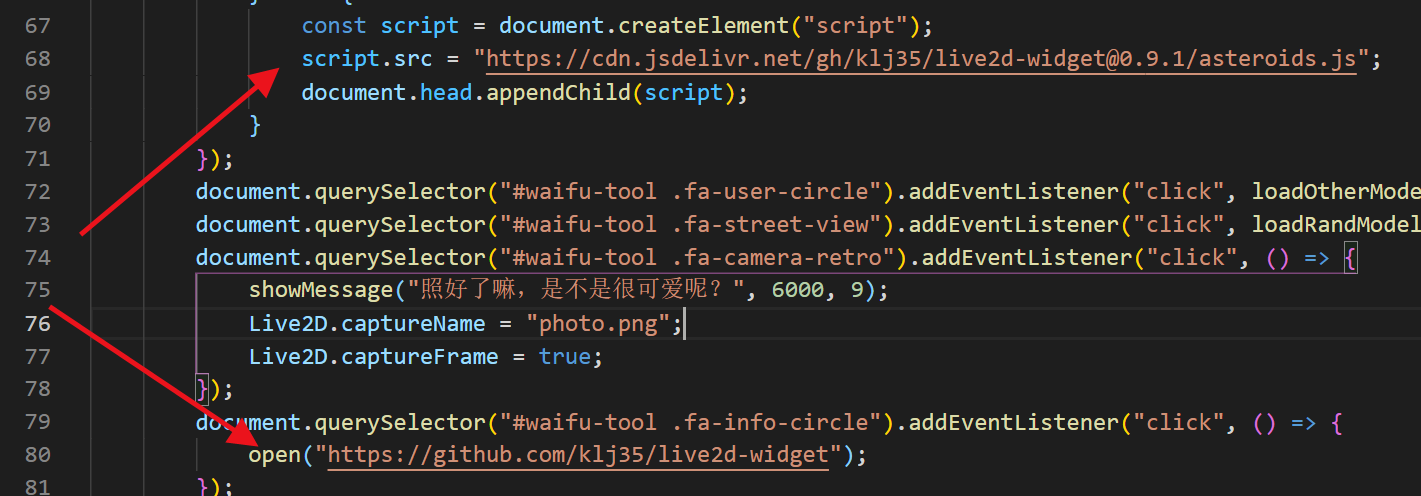 67 const script = document.createElement("script");
68 script.src = "https://cdn.jsdelivr.net/gh/klj35/live2d-widget@0.9.1/asteroids.js";
69 document.head.appendChild(script);
70 }
71 });
72 document.querySelector("#waifu-tool .fa-user-circle").addEventListener("click", loadOtherMode
73 document.querySelector("#waifu-tool .fa-street-view").addEventListener("click", loadRandModel
74 document.querySelector("#waifu-tool .fa-camera-retro").addEventListener("click", () => {
75 showMessage("照好了嘛，是不是很可爱呢？", 6000, 9);
76 Live2D.captureName = "photo.png";
77 Live2D.captureFrame = true;
78 });
79 document.querySelector("#waifu-tool .fa-info-circle").addEventListener("click", () => {
80 open("https://github.com/klj35/live2d-widget");
81 });